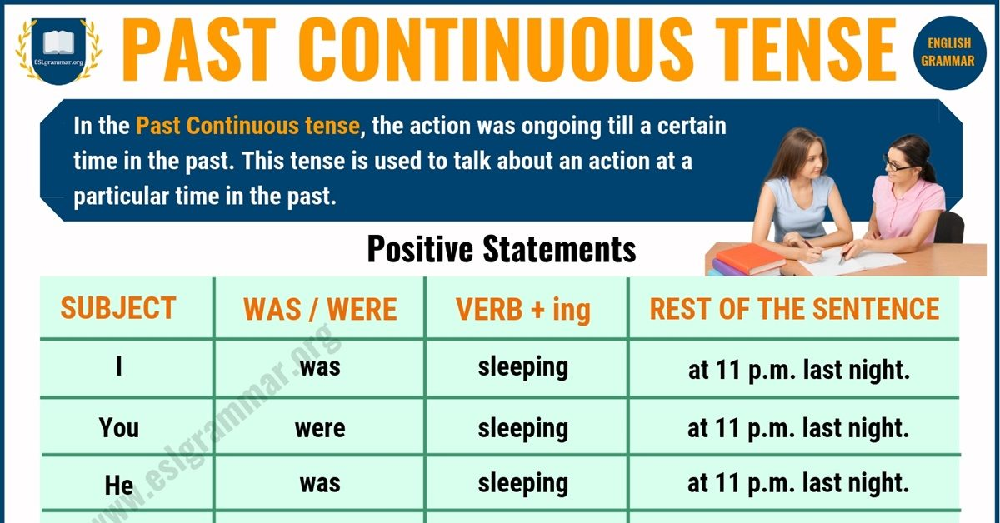 ESLgrammar.org
PAST CONTINUOUS TENSE
ENGLISH
GRAMMAR
In the Past Continuous tense, the action was ongoing till a certain
time in the past. This tense is used to talk about an action at a
particular time in the past.
Positive Statements
SUBJECT WAS / WERE VERB + ing REST OF THE SENTENCE
I was sleeping at 11 p.m. last night.
You were sleeping at 11 p.m. last night.
He was sleeping at 11 p.m. last night.
www.eslgrammar.org